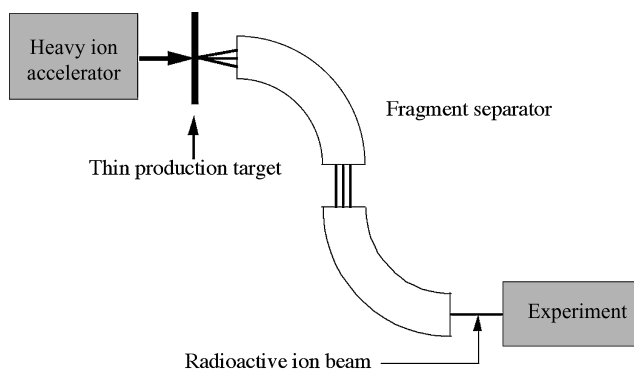 Heavy ion
accelerator
Fragment separator
Thin production target
Experiment
Radioactive ion beam